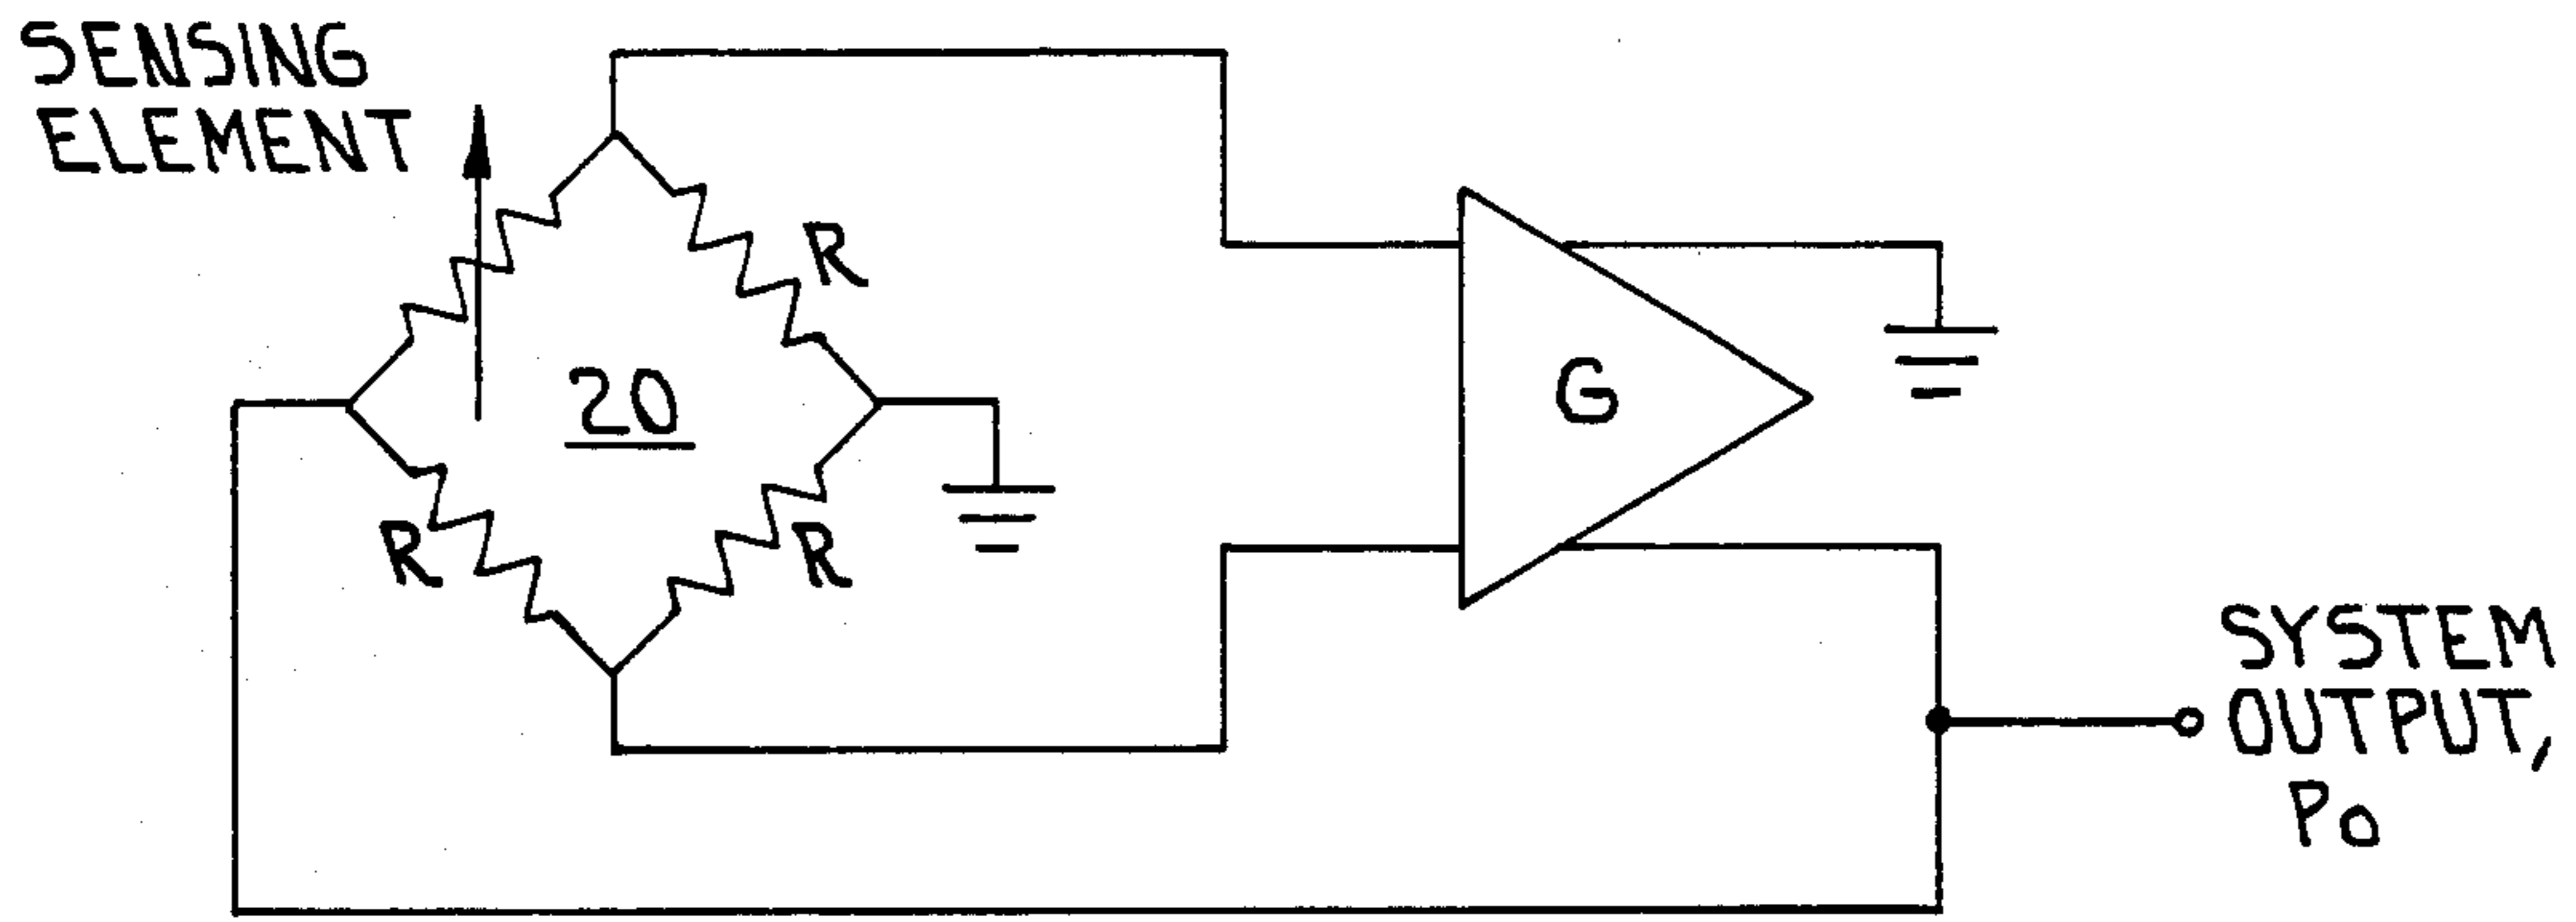 SENSING
ELEMENT
R
20
G
R
R
SYSTEM
OUTPUT,
Po